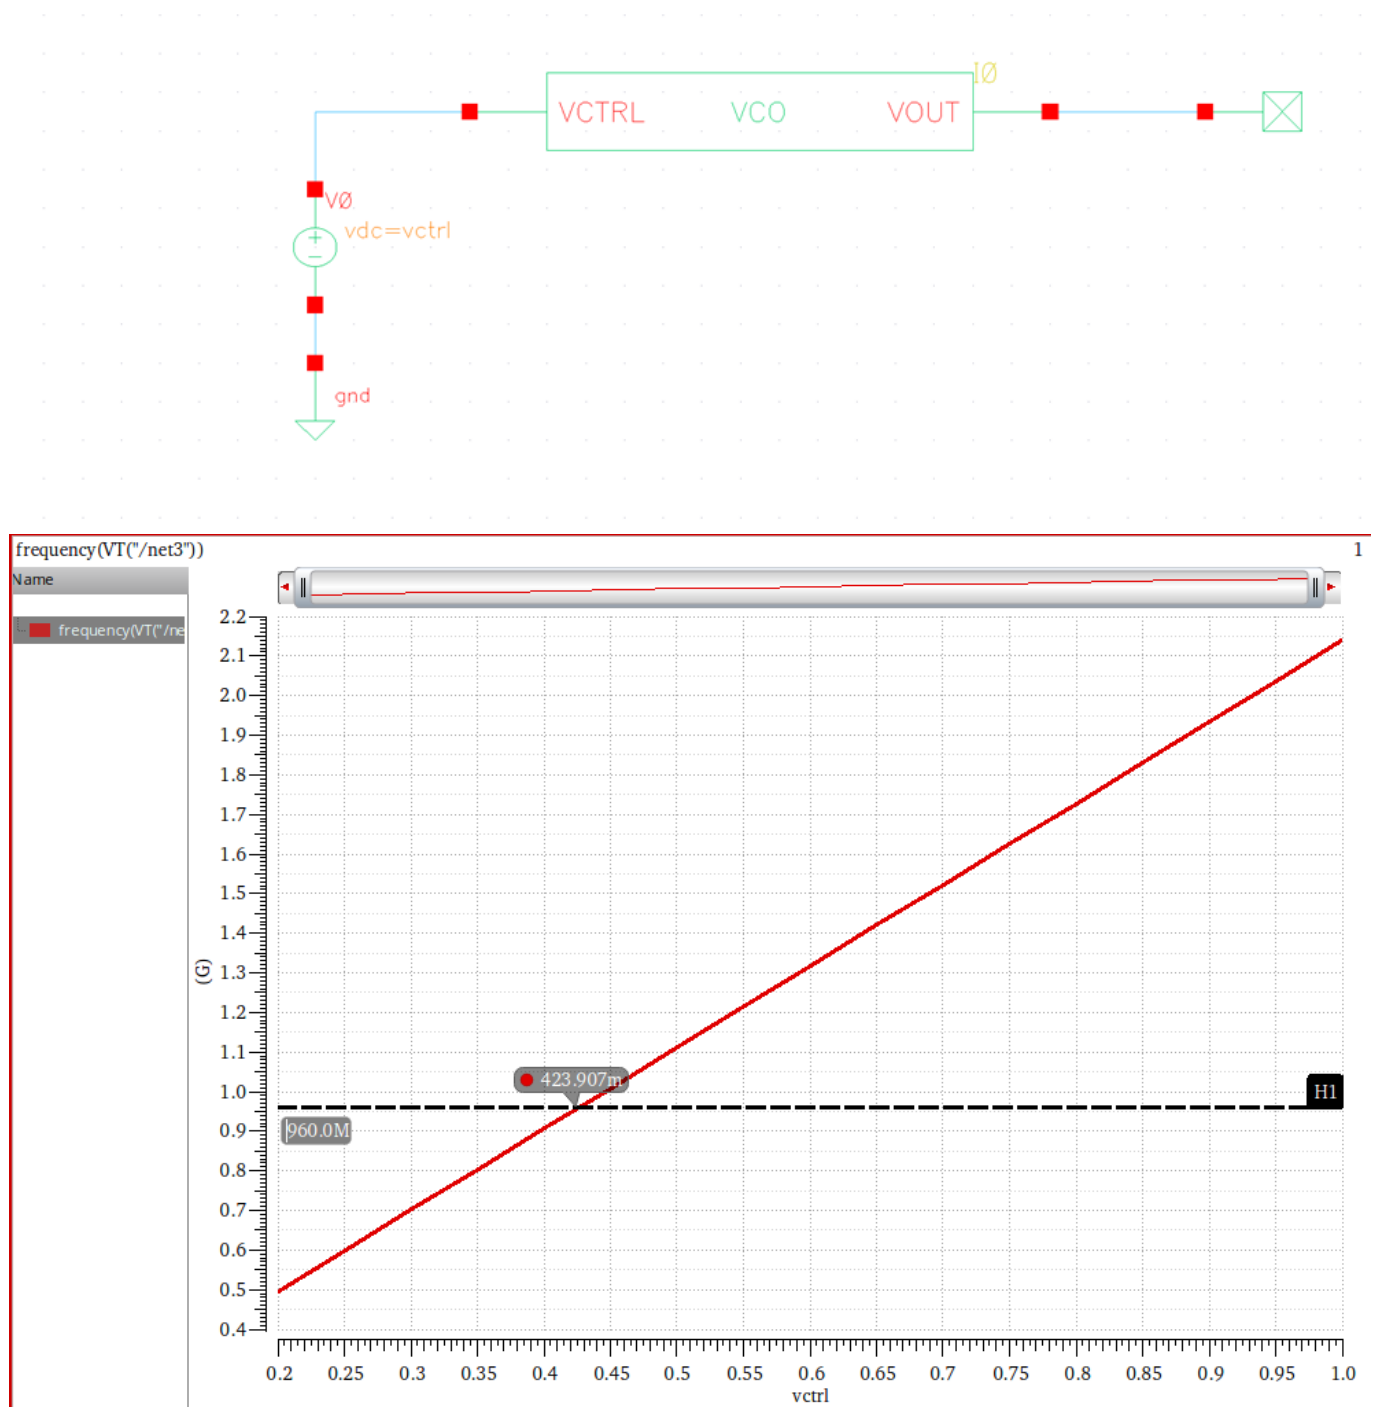 IØ
VCTRL VCO VOUT
VØ
vdc=vctrl
gnd
frequency(VT("/net3"))
1
Name
frequency(VT("/ne
2.2
2.1
2.0
1.9
1.8
1.7
1.6
1.5
1.4
1.3
1.2
1.1
1.0
0.9
0.8
0.7
0.6
0.5
0.4
(G)
423.907m
H1
960.0M
0.2 0.25 0.3 0.35 0.4 0.45 0.5 0.55 0.6 0.65 0.7 0.75 0.8 0.85 0.9 0.95 1.0
vctrl